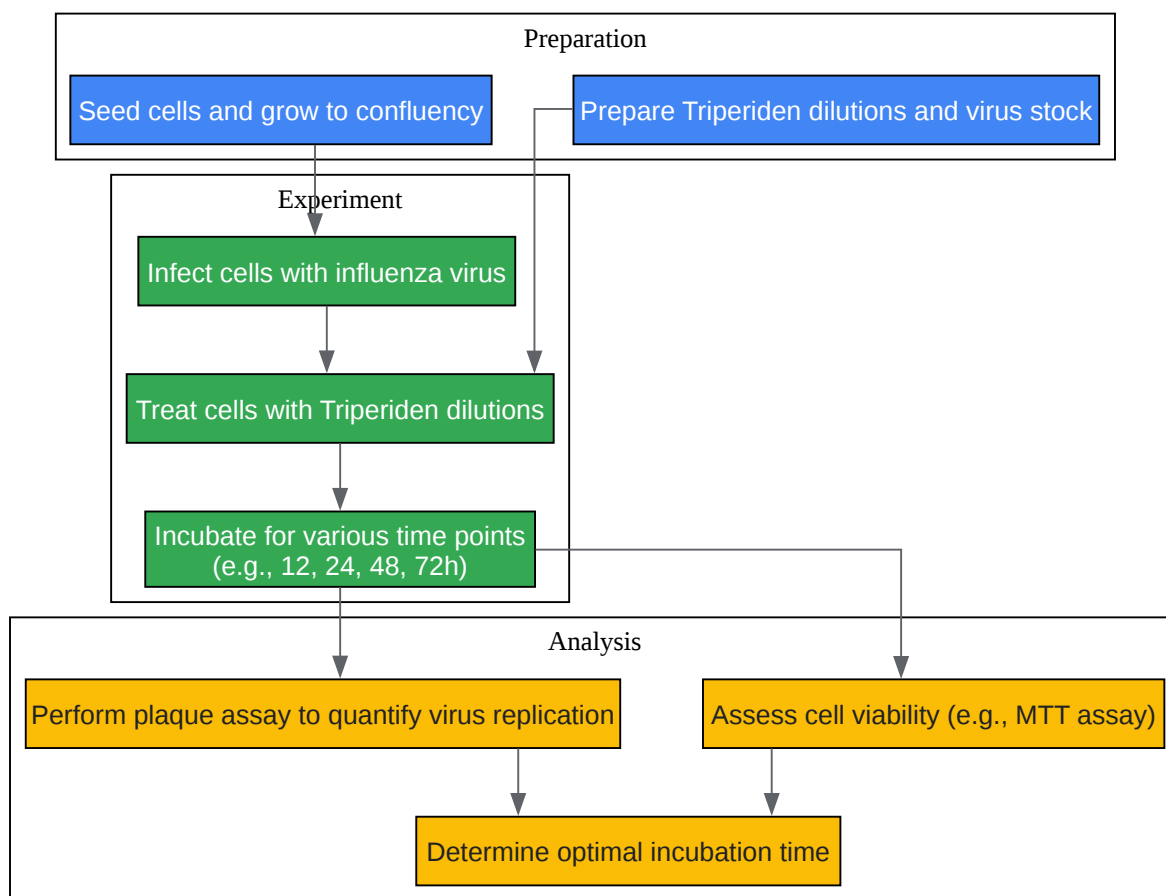 Preparation
Seed cells and grow to confluency
Prepare Triperiden dilutions and virus stock
Experiment
Infect cells with influenza virus
Treat cells with Triperiden dilutions
Incubate for various time points
(e.g., 12, 24, 48, 72h)
Analysis
Perform plaque assay to quantify virus replication
Assess cell viability (e.g., MTT assay)
Determine optimal incubation time